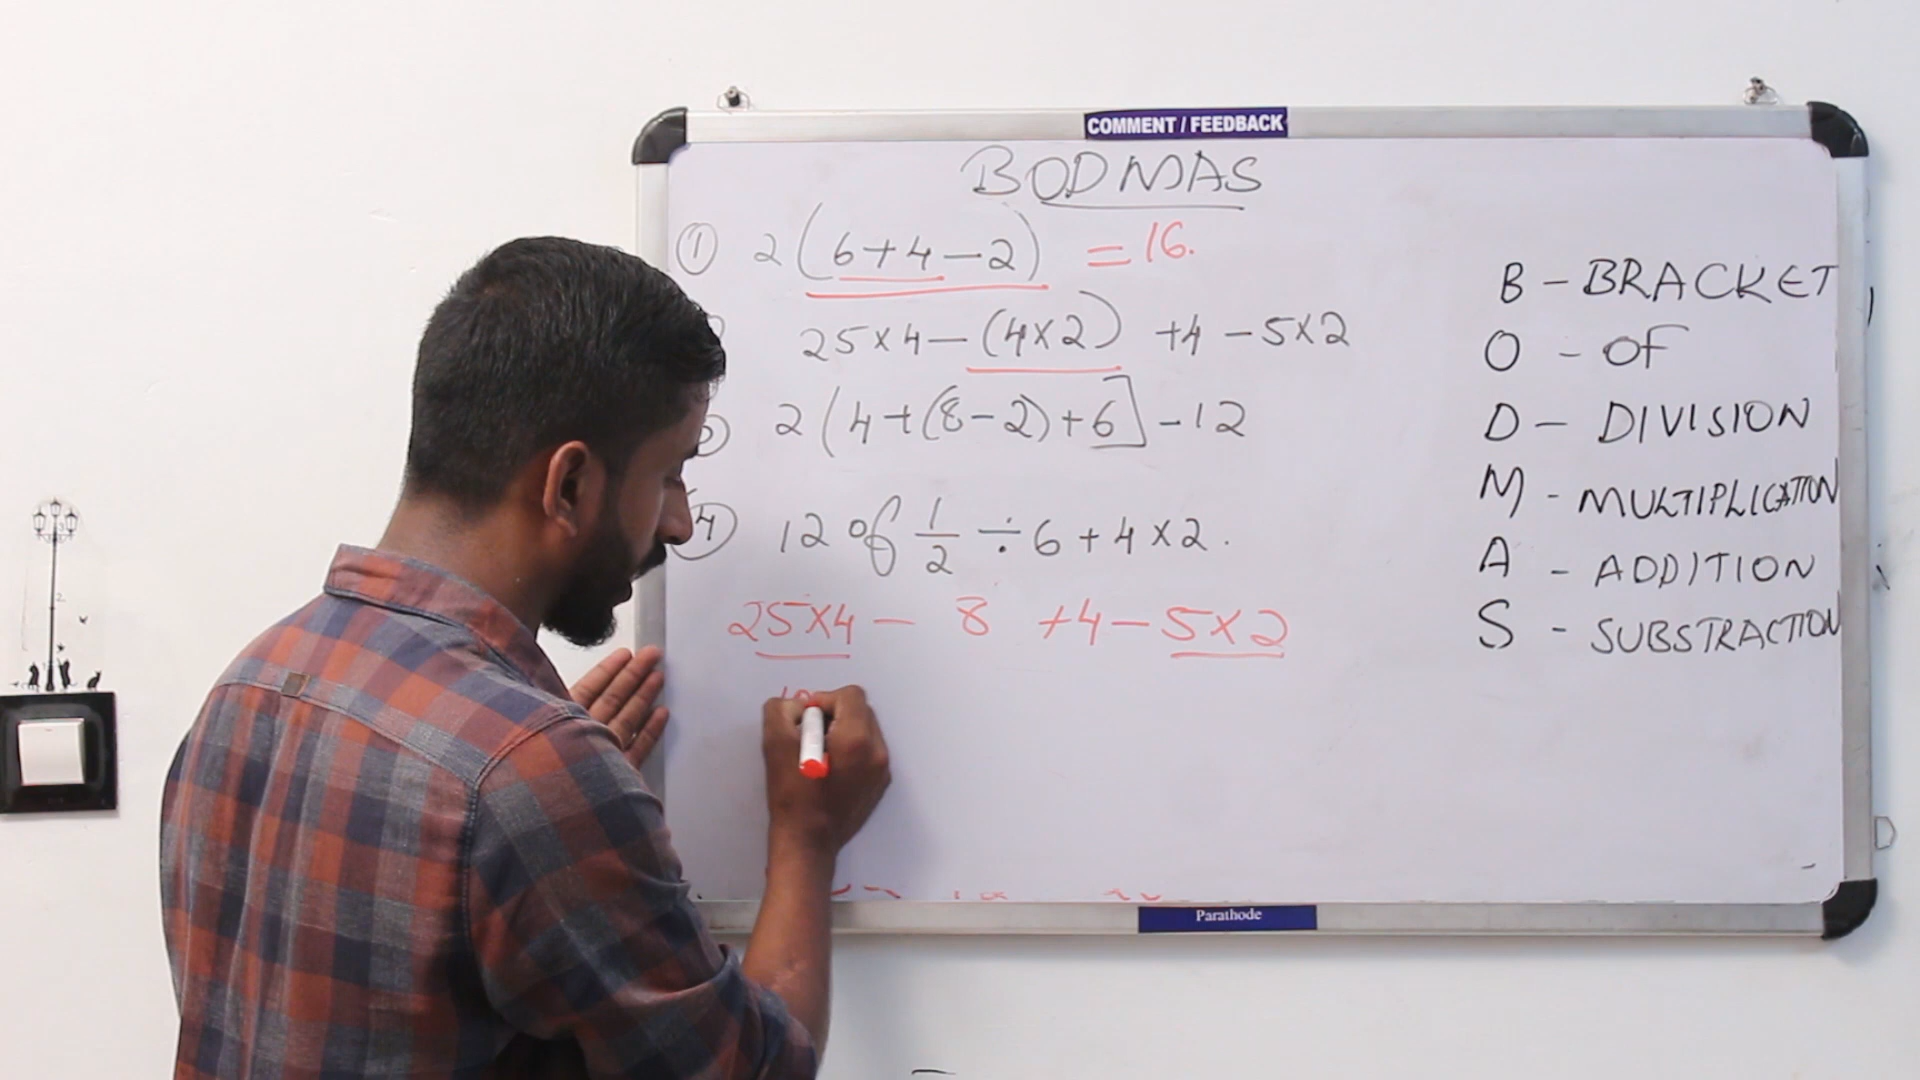 COMMENT / FEEDBACK
BODMAS
① 2(6+4-2) = 16.
25×4-(4×2) +4-5×2
2(4+(8-2)+6]-12
④ 12 of 1/2 ÷ 6 + 4 × 2.
25×4 - 8 +4-5×2
B - BRACKET
O - OF
D - DIVISION
M - MULTIPLICATION
A - ADDITION
S - SUBSTRACTION
Parathode